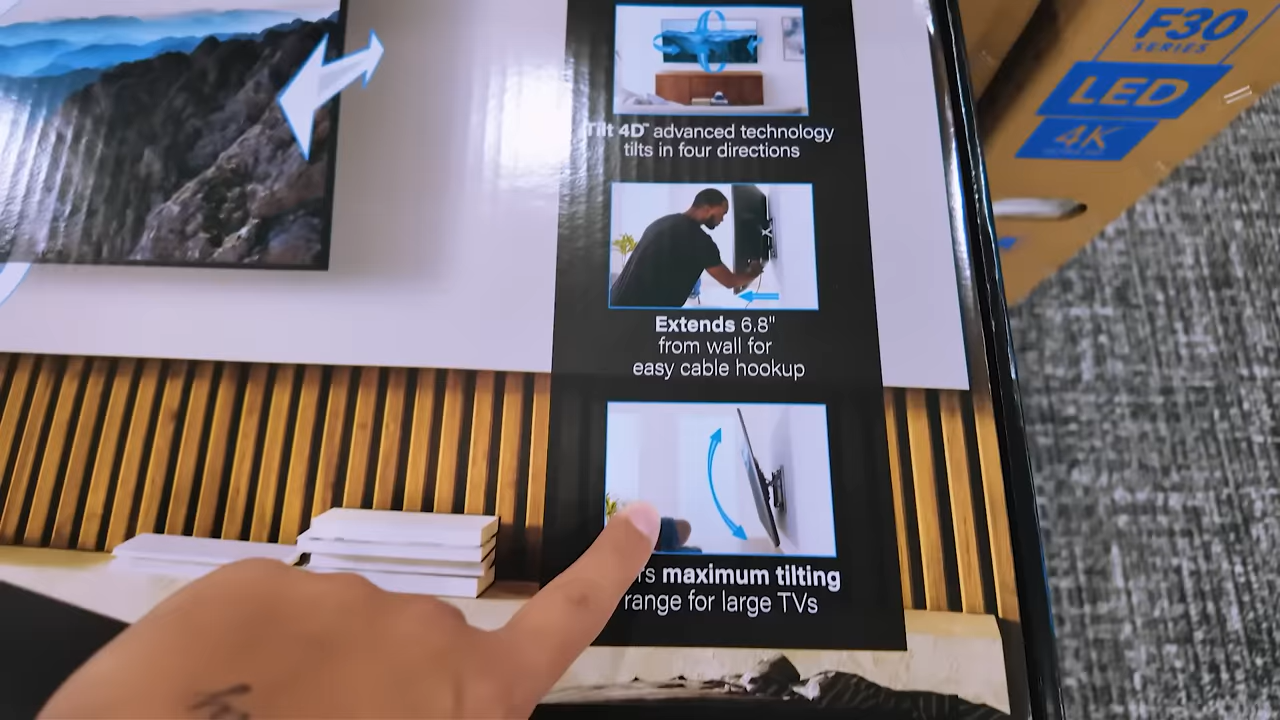 Tilt 4D™ advanced technology
tilts in four directions
Extends 6.8"
from wall for
easy cable hookup
maximum tilting
range for large TVs
F30
SERIES
LED
4K